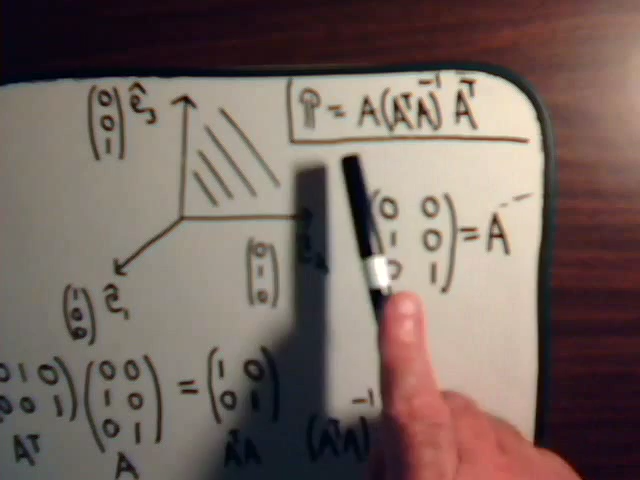 ℙ = A(AᵀA)⁻¹ Aᵀ
(0 0 1) ê₃
(0 0 1 0 0 1) = A
(0 1 0)
(1 0 0) ê₁
0 1 0 0 0 1) (0 0 1 0 0 1) = (1 0 0 1)
Aᵀ A AᵀA (AᵀA)⁻¹